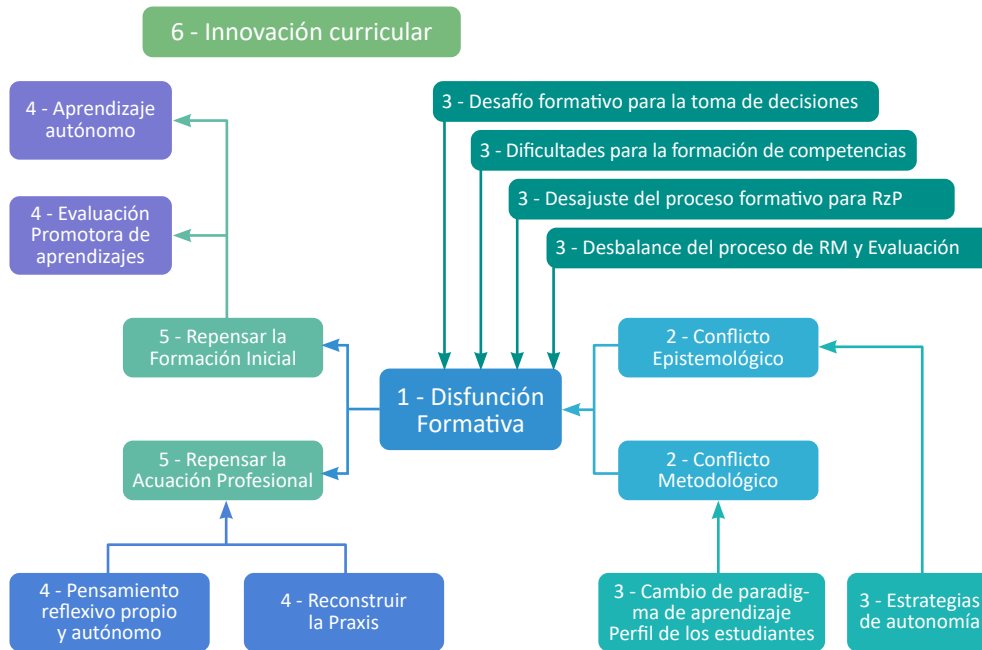 6 - Innovación curricular
4 - Aprendizaje
autónomo
3 - Desafío formativo para la toma de decisiones
3 - Dificultades para la formación de competencias
4 - Evaluación
Promotora de
aprendizajes
3 - Desajuste del proceso formativo para RzP
3 - Desbalance del proceso de RM y Evaluación
5 - Repensar la
Formación Inicial
2 - Conflicto
Epistemológico
1 - Disfunción
Formativa
5 - Repensar la
Acuación Profesional
2 - Conflicto
Metodológico
4 - Pensamiento
reflexivo propio
y autónomo
4 - Reconstruir
la Praxis
3 - Cambio de paradig-
ma de aprendizaje
Perfil de los estudiantes
3 - Estrategias
de autonomía